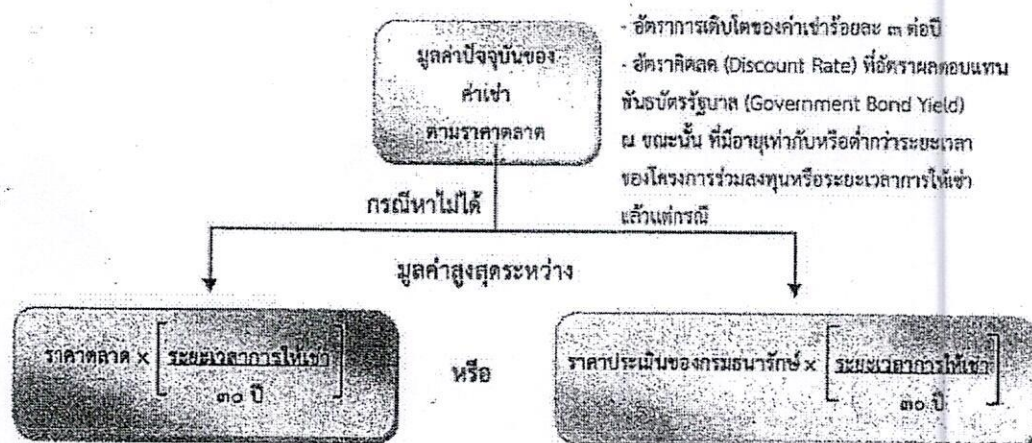 มูลค่าปัจจุบันของ
ค่าเช่า
ตามราคาตลาด
- อัตราการเติบโตของค่าเช่าร้อยละ ๓ ต่อปี
- อัตราคิดลด (Discount Rate) ที่อัตราผลตอบแทน
พันธบัตรรัฐบาล (Government Bond Yield)
ณ ขณะนั้น ที่มีอายุเท่ากับหรือต่ำกว่าระยะเวลา
ของโครงการร่วมลงทุนหรือระยะเวลาการให้เช่า
แล้วแต่กรณี
กรณีหาไม่ได้
มูลค่าสูงสุดระหว่าง
ราคาตลาด × [ระยะเวลาการให้เช่า
๓๐ ปี]
หรือ
ราคาประเมินของกรมธนารักษ์ × [ระยะเวลาการให้เช่า
๓๐ ปี]